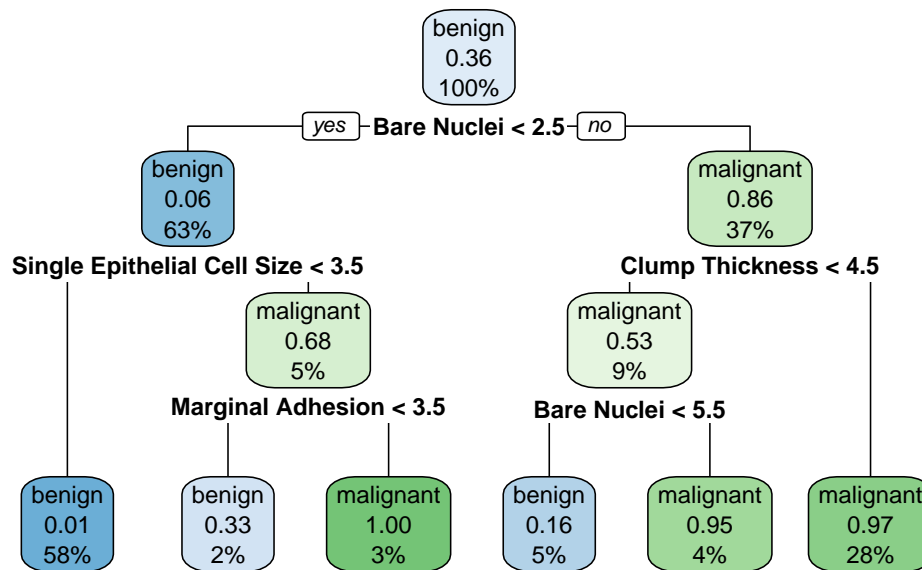 benign
0.36
100%
yes Bare Nuclei < 2.5 no
benign
0.06
63%
malignant
0.86
37%
Single Epithelial Cell Size < 3.5
Clump Thickness < 4.5
malignant
0.68
5%
malignant
0.53
9%
Marginal Adhesion < 3.5
Bare Nuclei < 5.5
benign
0.01
58%
benign
0.33
2%
malignant
1.00
3%
benign
0.16
5%
malignant
0.95
4%
malignant
0.97
28%